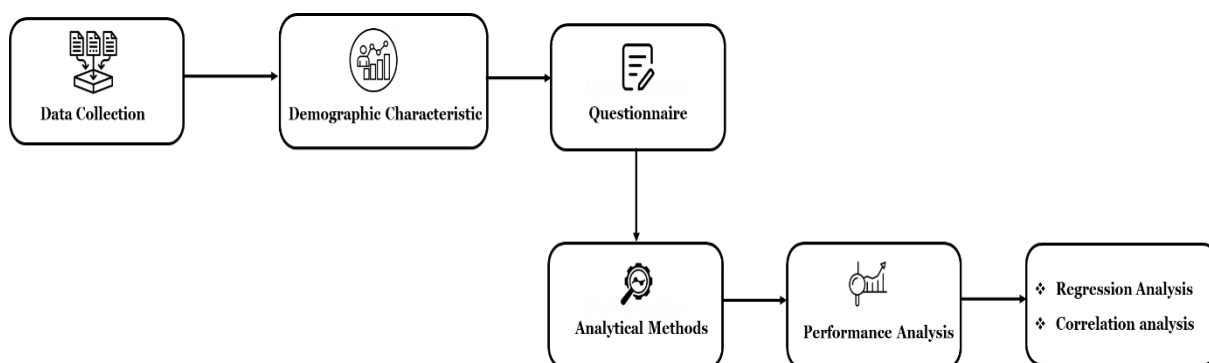 Data Collection
Demographic Characteristic
Questionnaire
Analytical Methods
Performance Analysis
❖ Regression Analysis
❖ Correlation analysis